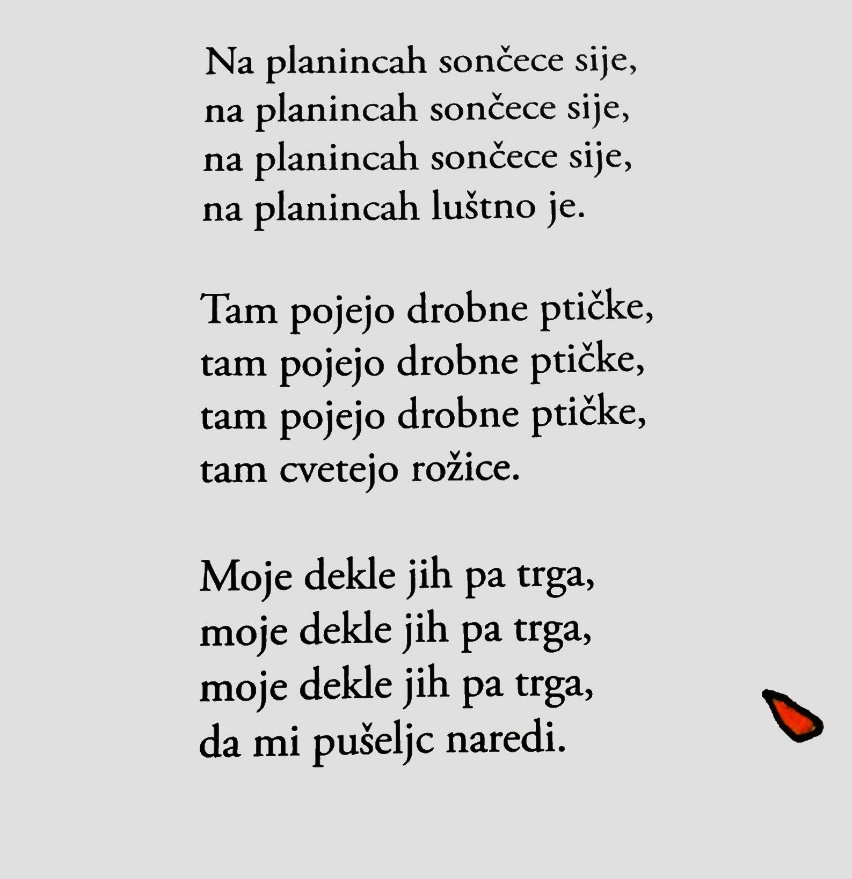 Na planincah sončece sije,
na planincah sončece sije,
na planincah sončece sije,
na planincah luštno je.
Tam pojejo drobne ptičke,
tam pojejo drobne ptičke,
tam pojejo drobne ptičke,
tam cvetejo rožice.
Moje dekle jih pa trga,
moje dekle jih pa trga,
moje dekle jih pa trga,
da mi pušeljc naredi.